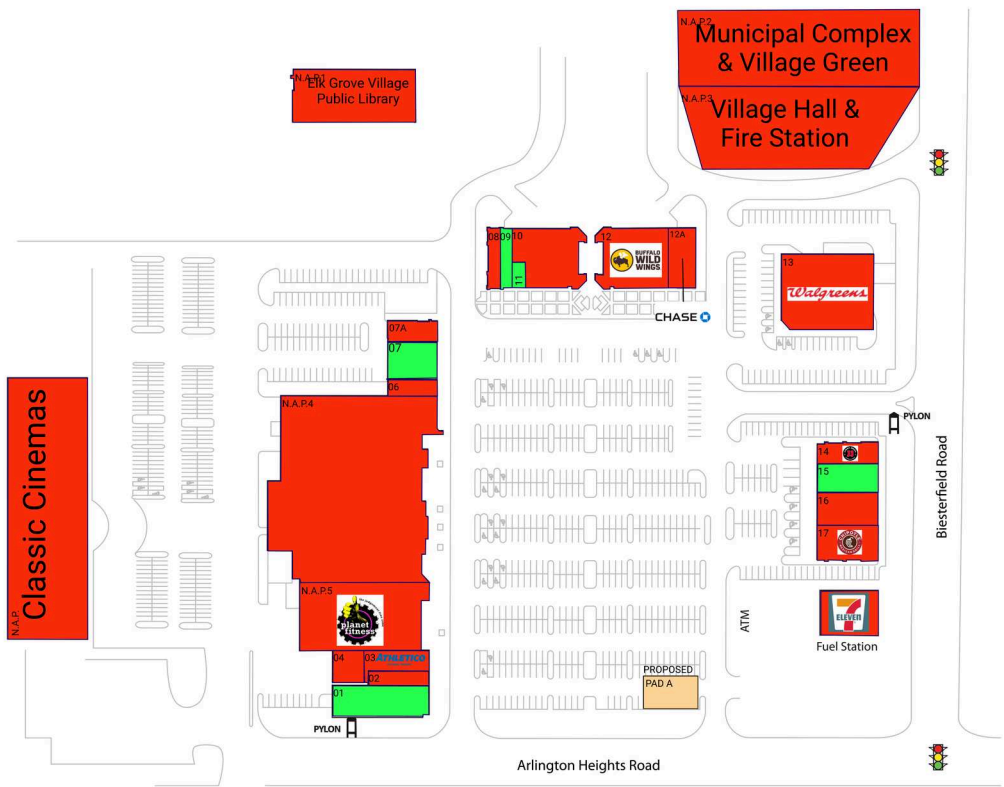 N.A.P.2
Municipal Complex
& Village Green
N.A.P.1
Elk Grove Village
Public Library
N.A.P.3
Village Hall &
Fire Station
08
09
10
11
12
12A
BUFFALO
WILD
WINGS
CHASE
13
Walgreens
07A
07
06
N.A.P.4
N.A.P.
Classic Cinemas
PYLON
14
15
16
17
Biesterfield Road
N.A.P.5
planet
fitness
ATM
7
ELEVEN
Fuel Station
04
03
ATHLETICO
02
01
PROPOSED
PAD A
PYLON
Arlington Heights Road